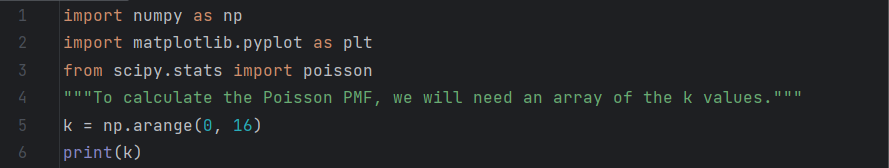 1 import numpy as np
2 import matplotlib.pyplot as plt
3 from scipy.stats import poisson
4 """To calculate the Poisson PMF, we will need an array of the k values."""
5 k = np.arange(0, 16)
6 print(k)